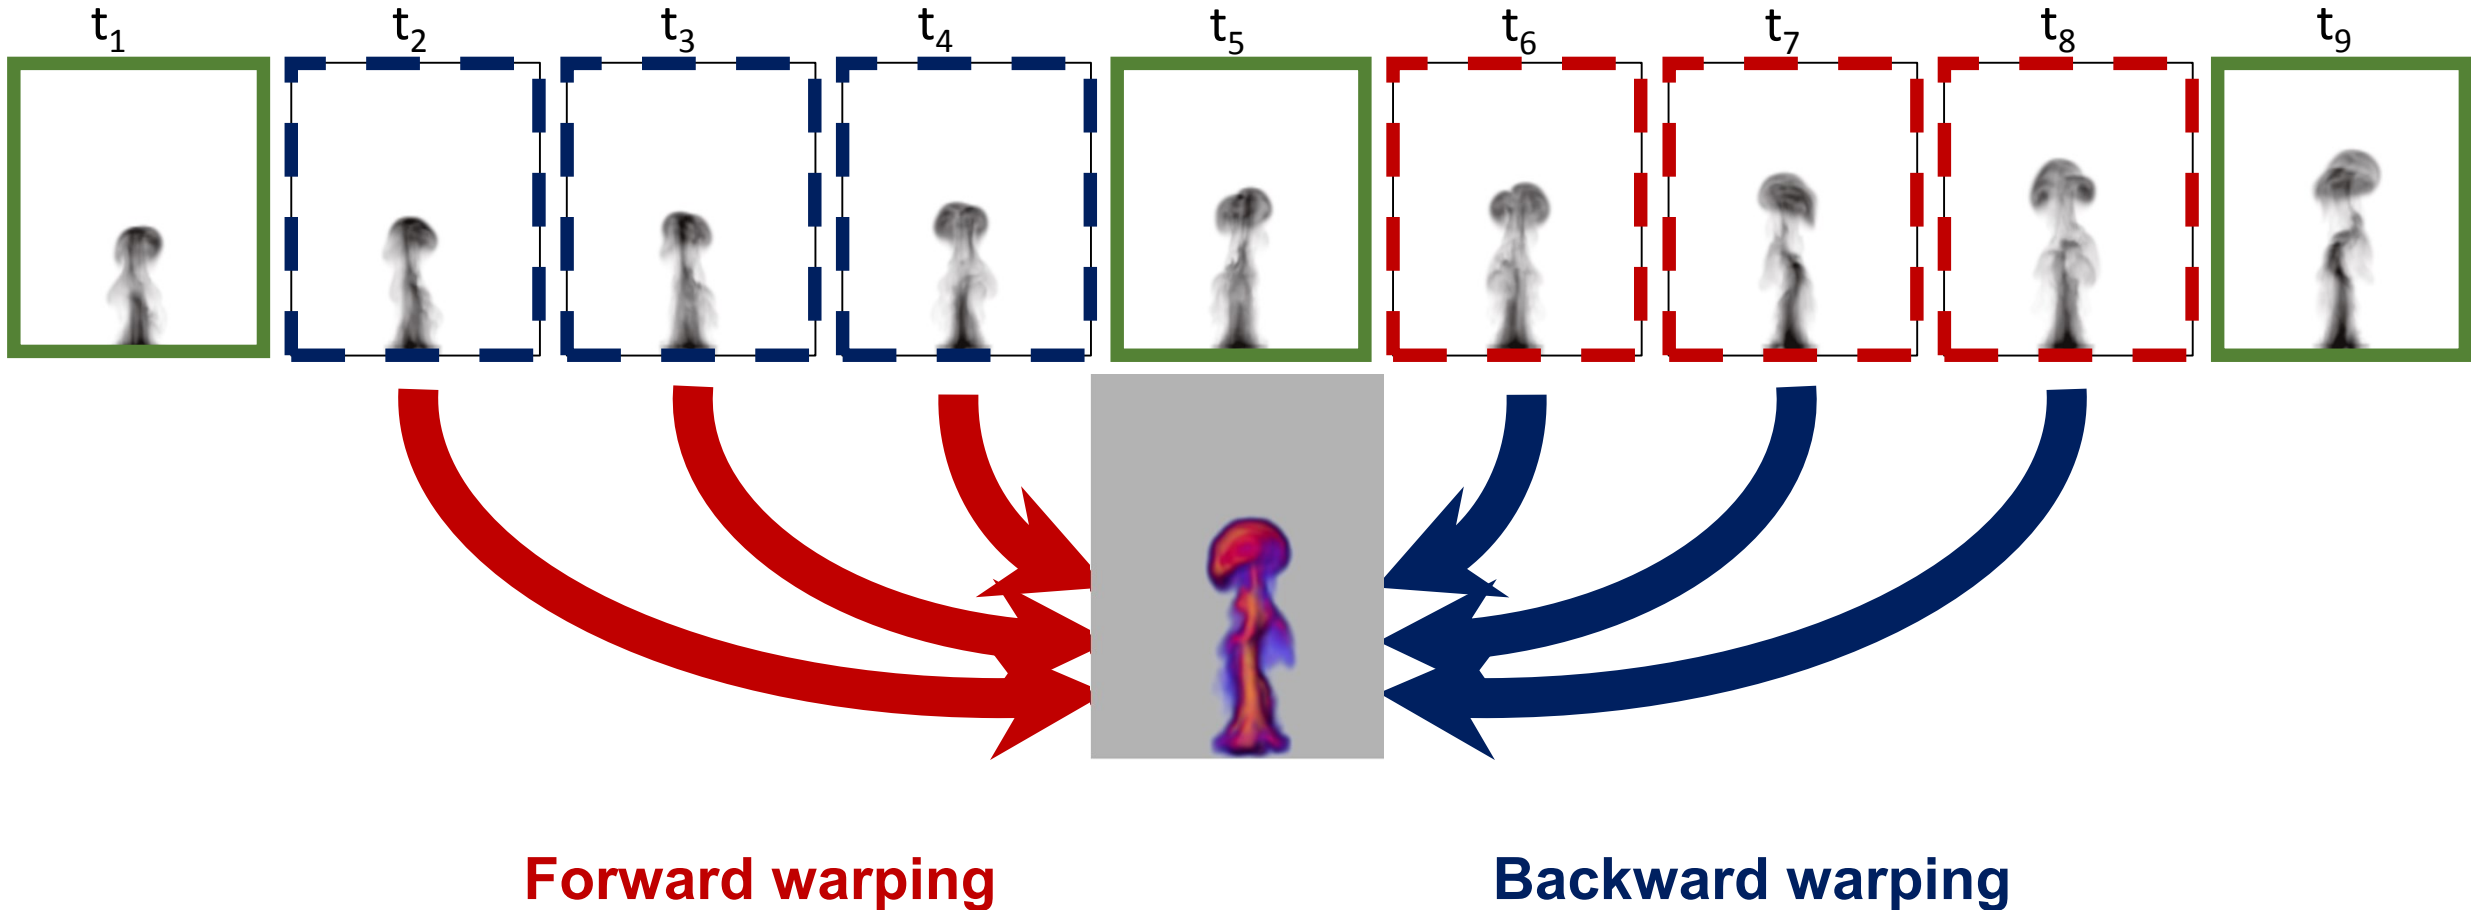 t1 t2 t3 t4 t5 t6 t7 t8 t9
Forward warping Backward warping